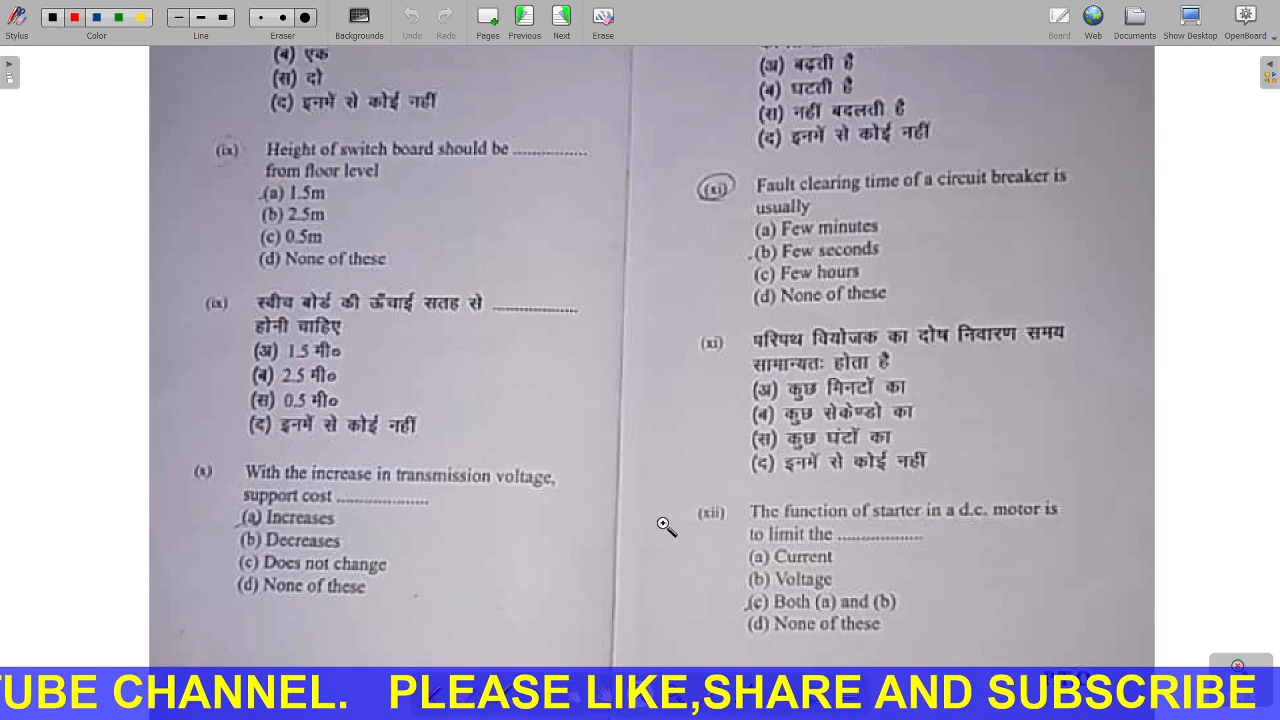 Stylus
Color
Line
Eraser
Backgrounds
Undo
Redo
Pages
Previous
Next
Erase
Board
Web
Documents
Show Desktop
OpenBoard
(ब) एक
(स) दो
(द) इनमें से कोई नहीं
(ix) Height of switch board should be ...............
from floor level
(a) 1.5m
(b) 2.5m
(c) 0.5m
(d) None of these
(ix) स्वीच बोर्ड की ऊँचाई सतह से .................
होनी चाहिए
(अ) 1.5 मी०
(ब) 2.5 मी०
(स) 0.5 मी०
(द) इनमें से कोई नहीं
(x) With the increase in transmission voltage,
support cost ...................
(a) Increases
(b) Decreases
(c) Does not change
(d) None of these
(अ) बढ़ती है
(ब) घटती है
(स) नहीं बदलती है
(द) इनमें से कोई नहीं
(xi) Fault clearing time of a circuit breaker is
usually
(a) Few minutes
(b) Few seconds
(c) Few hours
(d) None of these
(xi) परिपथ वियोजक का दोष निवारण समय
सामान्यतः होता है
(अ) कुछ मिनटों का
(ब) कुछ सेकेण्डो का
(स) कुछ घंटों का
(द) इनमें से कोई नहीं
(xii) The function of starter in a d.c. motor is
to limit the .................
(a) Current
(b) Voltage
(c) Both (a) and (b)
(d) None of these
TUBE CHANNEL. PLEASE LIKE,SHARE AND SUBSCRIBE